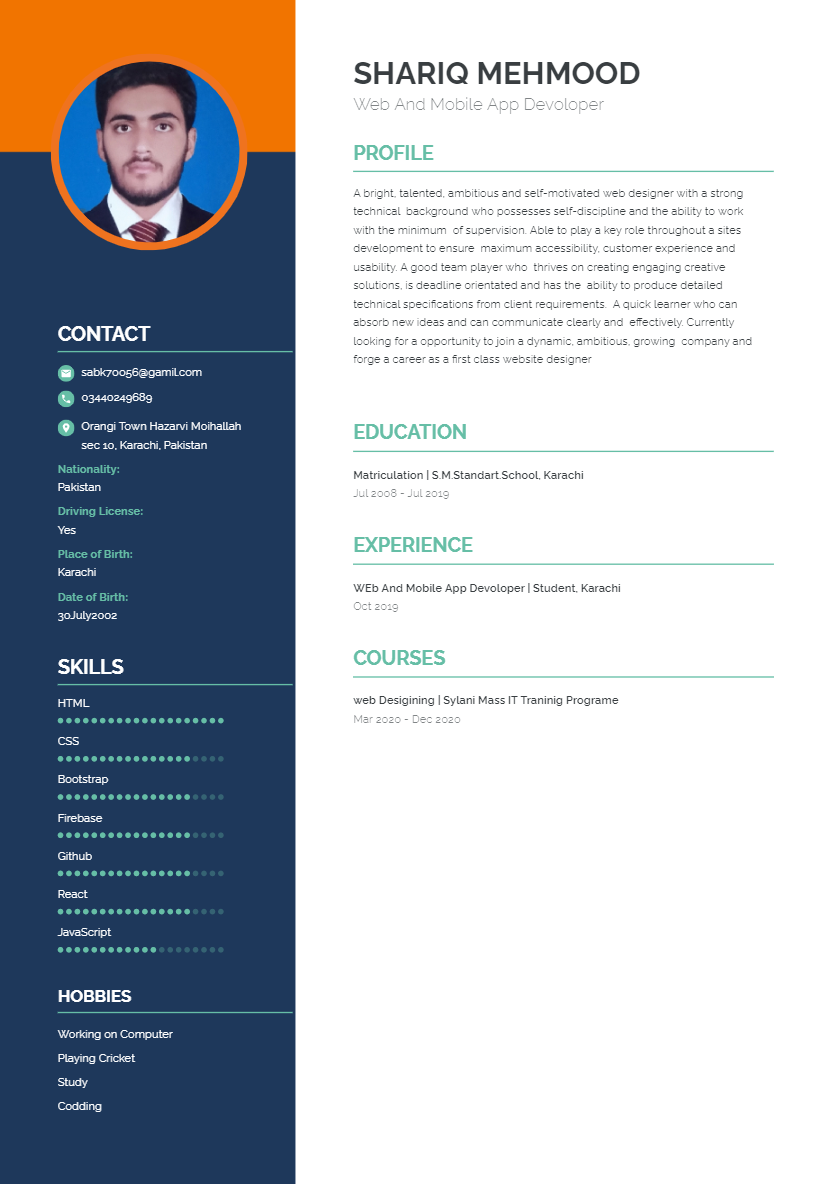 SHARIQ MEHMOOD
Web And Mobile App Devoloper
PROFILE
A bright, talented, ambitious and self-motivated web designer with a strong
technical  background who possesses self-discipline and the ability to work
with the minimum  of supervision. Able to play a key role throughout a sites
development to ensure  maximum accessibility, customer experience and
usability. A good team player who  thrives on creating engaging creative
solutions, is deadline orientated and has the  ability to produce detailed
technical specifications from client requirements.  A quick learner who can
absorb new ideas and can communicate clearly and  effectively. Currently
looking for a opportunity to join a dynamic, ambitious, growing  company and
forge a career as a first class website designer
EDUCATION
Matriculation | S.M.Standart.School, Karachi
Jul 2008 - Jul 2019
EXPERIENCE
WEb And Mobile App Devoloper | Student, Karachi
Oct 2019
COURSES
web Desigining | Sylani Mass IT Traninig Programe
Mar 2020 - Dec 2020
CONTACT
sabk70056@gamil.com
03440249689
Orangi Town Hazarvi Moihallah
sec 10, Karachi, Pakistan
Nationality:
Pakistan
Driving License:
Yes
Place of Birth:
Karachi
Date of Birth:
30July2002
SKILLS
HTML
CSS
Bootstrap
Firebase
Github
React
JavaScript
HOBBIES
Working on Computer
Playing Cricket
Study
Codding